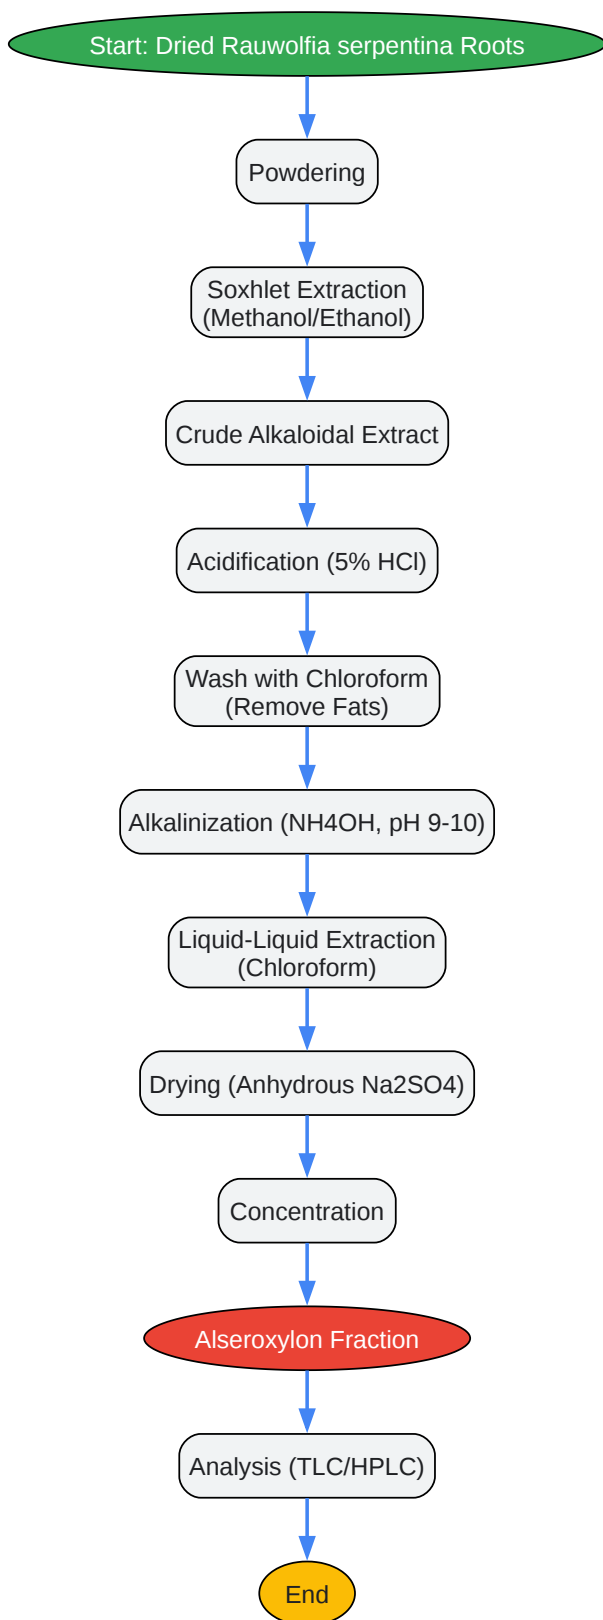 Start: Dried Rauwolfia serpentina Roots
Powdering
Soxhlet Extraction
(Methanol/Ethanol)
Crude Alkaloidal Extract
Acidification (5% HCl)
Wash with Chloroform
(Remove Fats)
Alkalinization (NH4OH, pH 9-10)
Liquid-Liquid Extraction
(Chloroform)
Drying (Anhydrous Na2SO4)
Concentration
Alseroxylon Fraction
Analysis (TLC/HPLC)
End